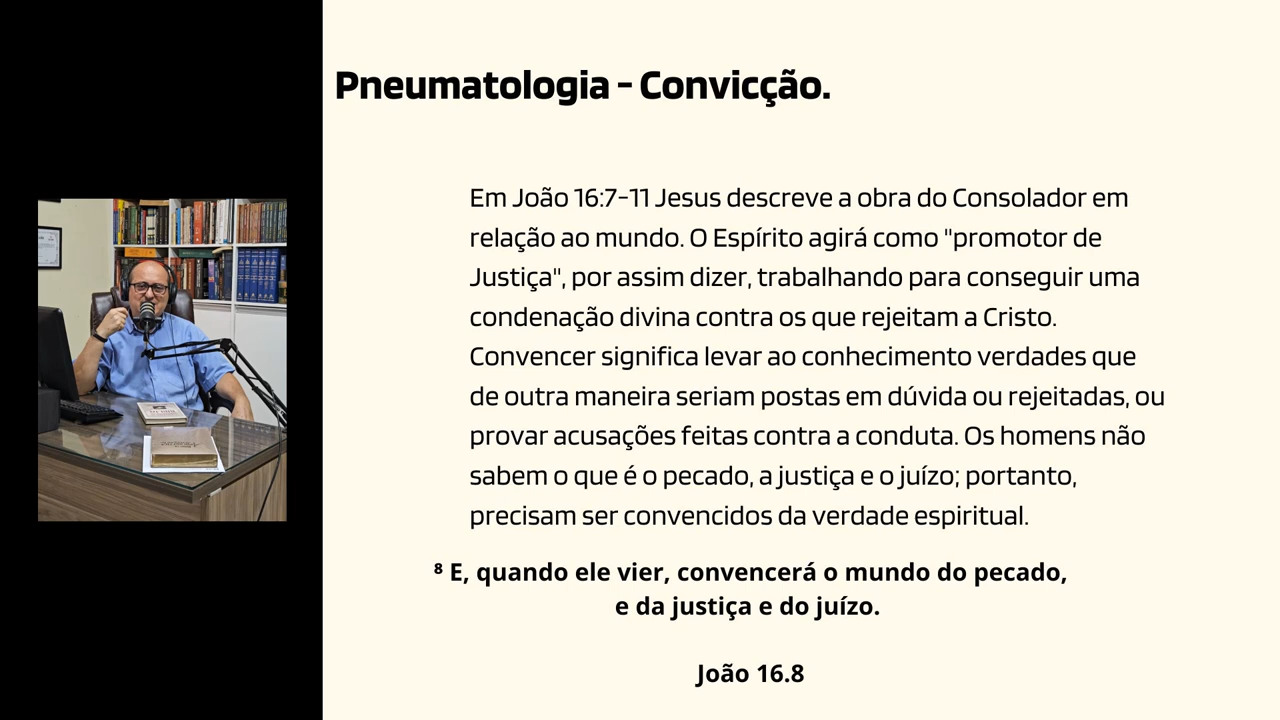 Pneumatologia - Convicção.
Em João 16:7-11 Jesus descreve a obra do Consolador em
relação ao mundo. O Espírito agirá como "promotor de
Justiça", por assim dizer, trabalhando para conseguir uma
condenação divina contra os que rejeitam a Cristo.
Convencer significa levar ao conhecimento verdades que
de outra maneira seriam postas em dúvida ou rejeitadas, ou
provar acusações feitas contra a conduta. Os homens não
sabem o que é o pecado, a justiça e o juízo; portanto,
precisam ser convencidos da verdade espiritual.
⁸ E, quando ele vier, convencerá o mundo do pecado,
e da justiça e do juízo.
João 16.8